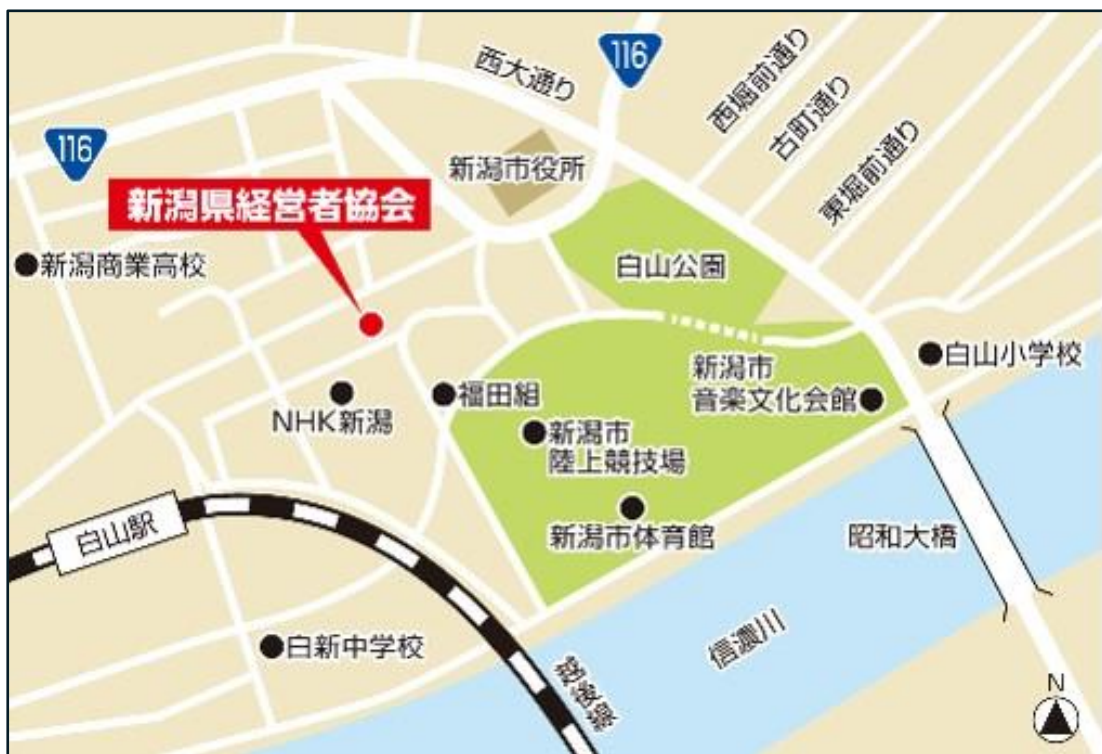 116
西大通り
116
西堀前通り
古町通り
東堀前通り
新潟市役所
新潟県経営者協会
新潟商業高校
白山公園
白山小学校
新潟市
音楽文化会館
福田組
NHK新潟
新潟市
陸上競技場
新潟市体育館
昭和大橋
白山駅
信濃川
白新中学校
越後線
N